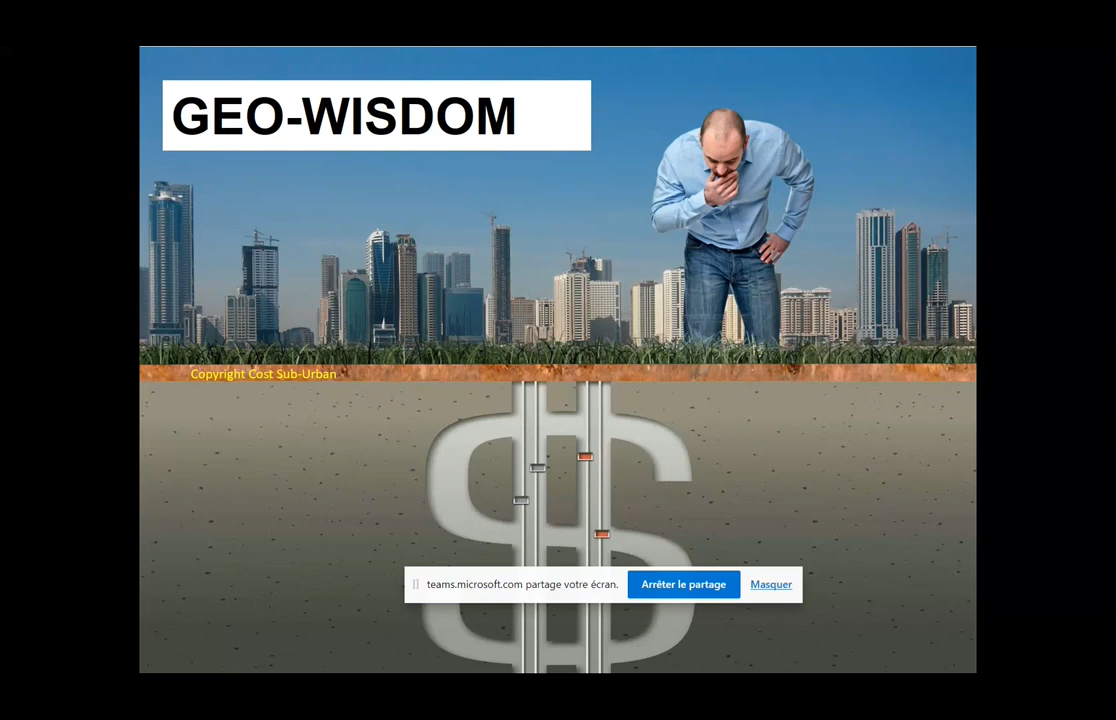 GEO-WISDOM
Copyright Cost Sub-Urban
teams.microsoft.com partage votre écran.
Arrêter le partage
Masquer